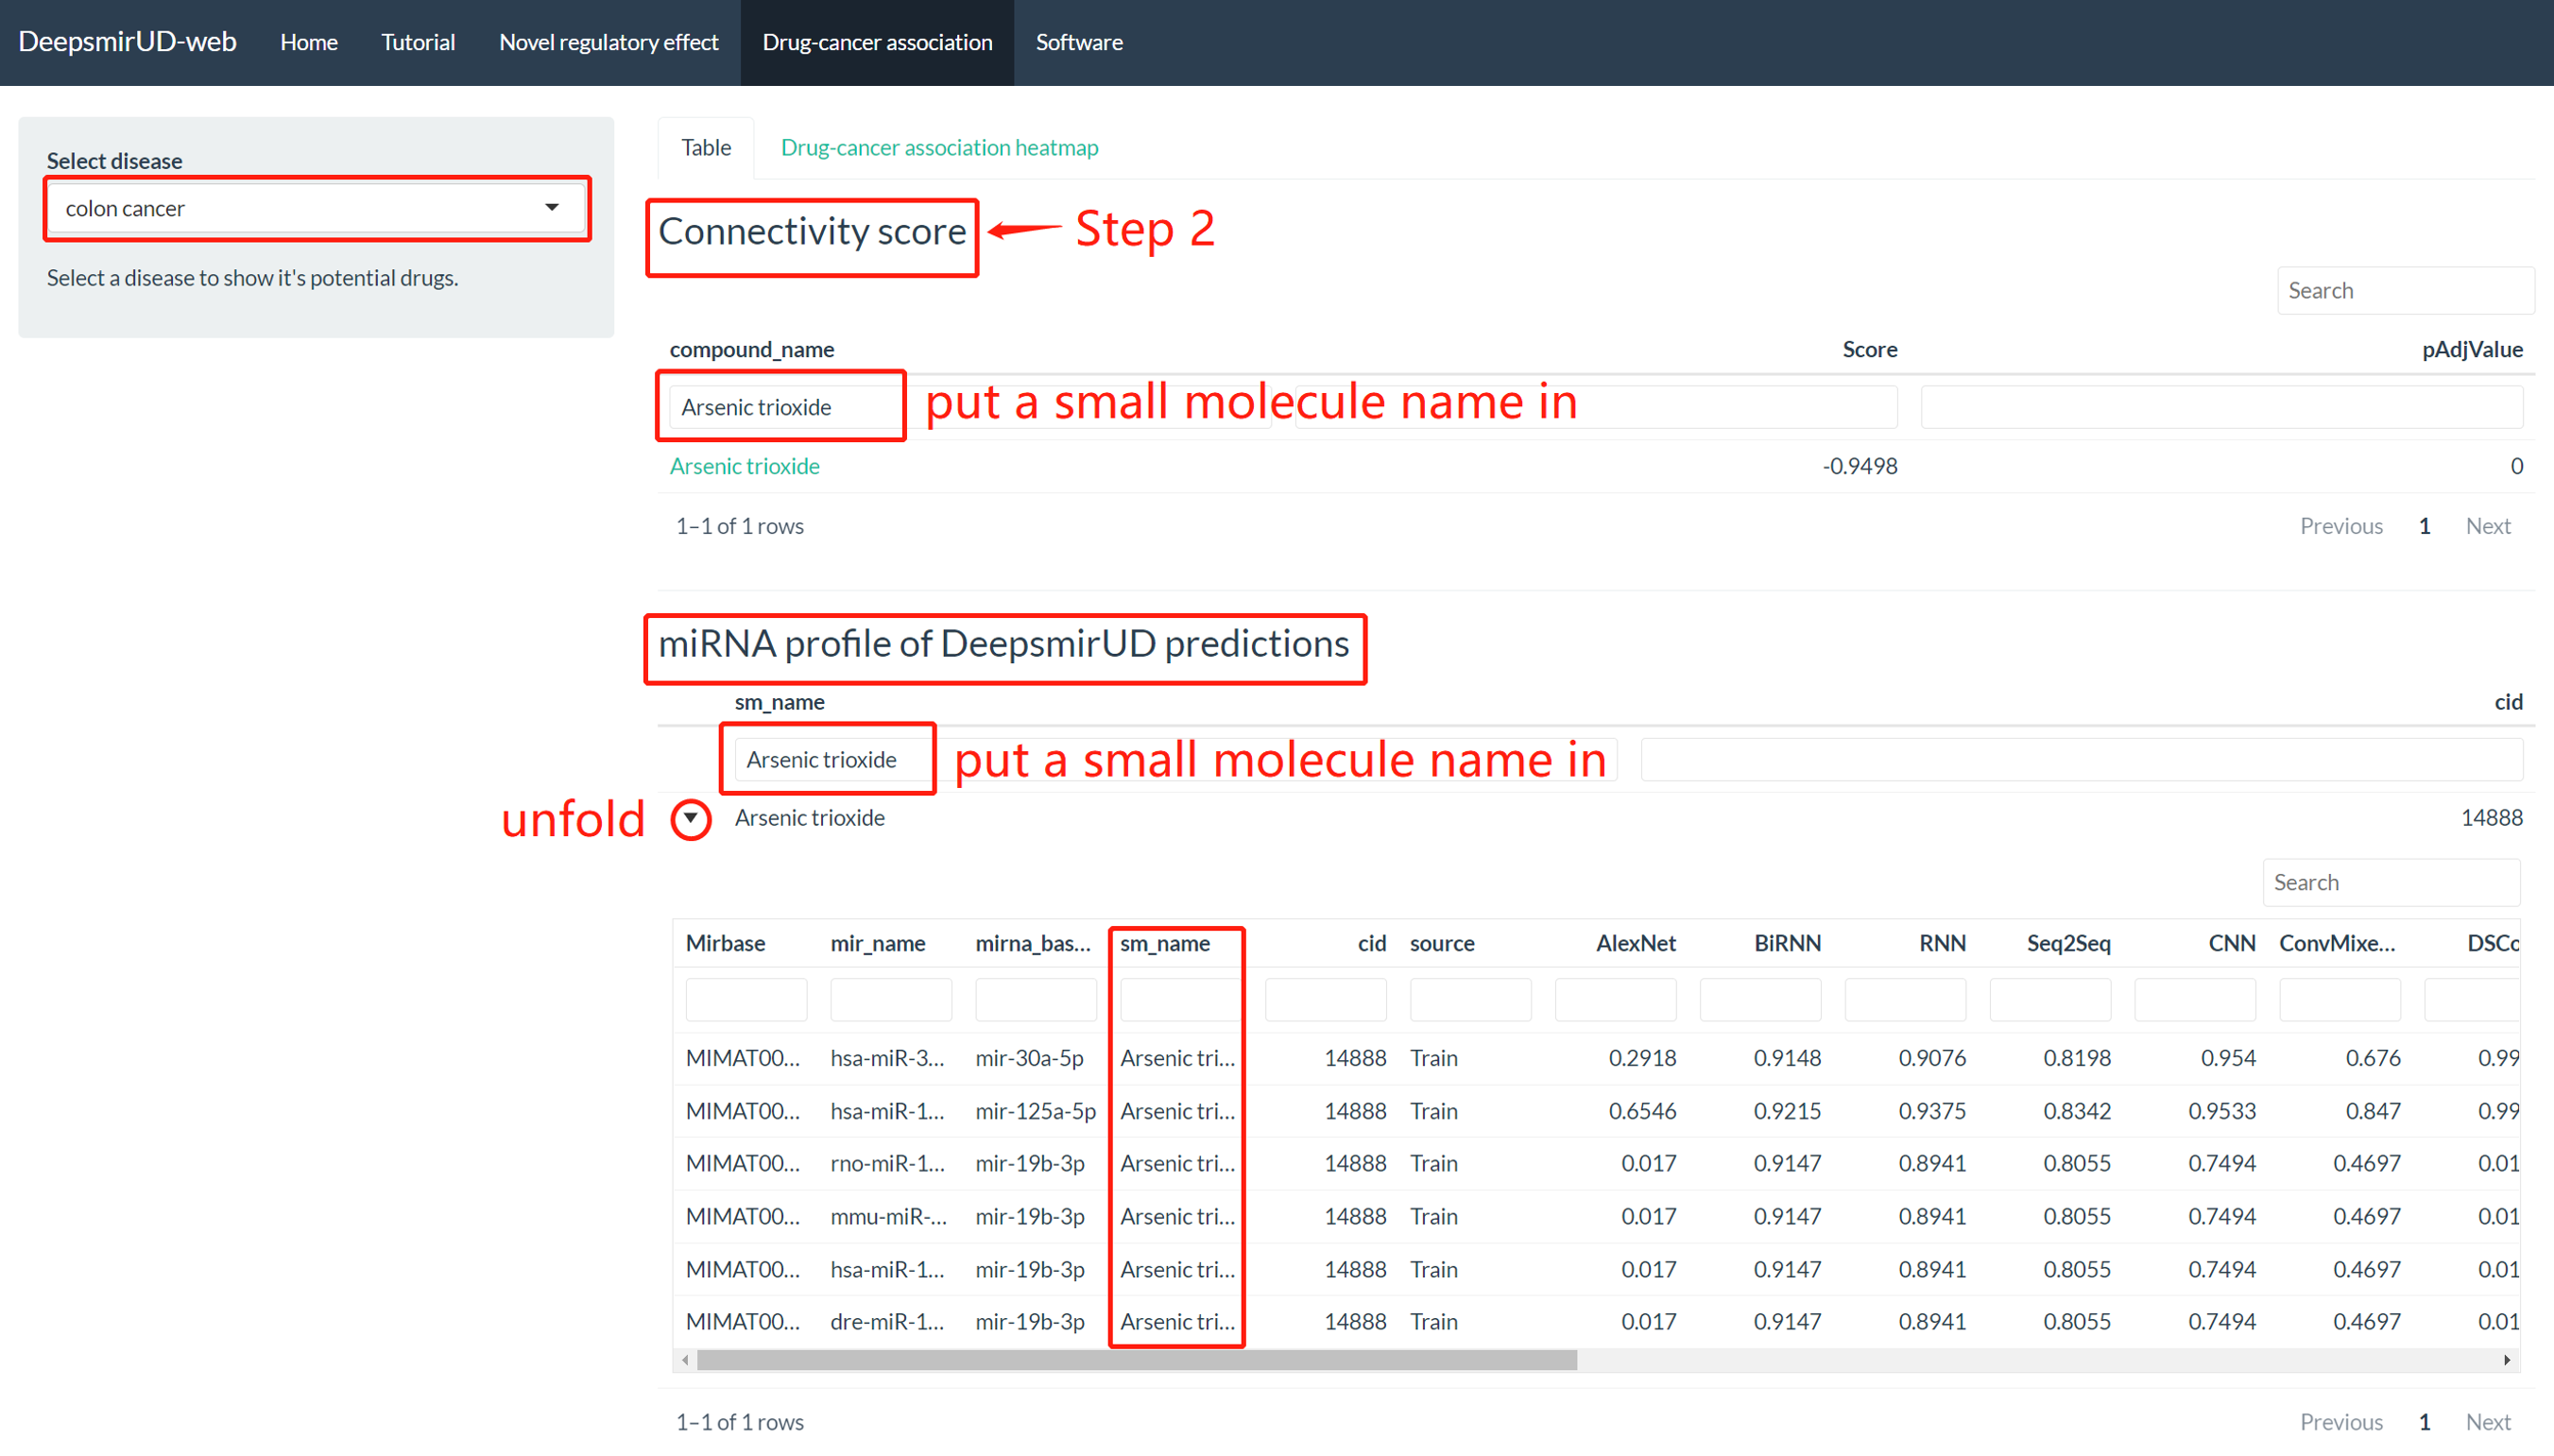 DeepsmirUD-web Home Tutorial Novel regulatory effect Drug-cancer association Software
Select disease
colon cancer
Select a disease to show it's potential drugs.
Table Drug-cancer association heatmap
Connectivity score Step 2
Search
compound_name Score pAdjValue
Arsenic trioxide put a small molecule name in
Arsenic trioxide -0.9498 0
1–1 of 1 rows Previous 1 Next
miRNA profile of DeepsmirUD predictions
sm_name cid
Arsenic trioxide put a small molecule name in
unfold Arsenic trioxide 14888
Search
Mirbase mir_name mirna_bas... sm_name cid source AlexNet BiRNN RNN Seq2Seq CNN ConvMixe... DSCo
MIMAT00... hsa-miR-3... mir-30a-5p Arsenic tri... 14888 Train 0.2918 0.9148 0.9076 0.8198 0.954 0.676 0.99
MIMAT00... hsa-miR-1... mir-125a-5p Arsenic tri... 14888 Train 0.6546 0.9215 0.9375 0.8342 0.9533 0.847 0.99
MIMAT00... rno-miR-1... mir-19b-3p Arsenic tri... 14888 Train 0.017 0.9147 0.8941 0.8055 0.7494 0.4697 0.01
MIMAT00... mmu-miR-... mir-19b-3p Arsenic tri... 14888 Train 0.017 0.9147 0.8941 0.8055 0.7494 0.4697 0.01
MIMAT00... hsa-miR-1... mir-19b-3p Arsenic tri... 14888 Train 0.017 0.9147 0.8941 0.8055 0.7494 0.4697 0.01
MIMAT00... dre-miR-1... mir-19b-3p Arsenic tri... 14888 Train 0.017 0.9147 0.8941 0.8055 0.7494 0.4697 0.01
1–1 of 1 rows Previous 1 Next